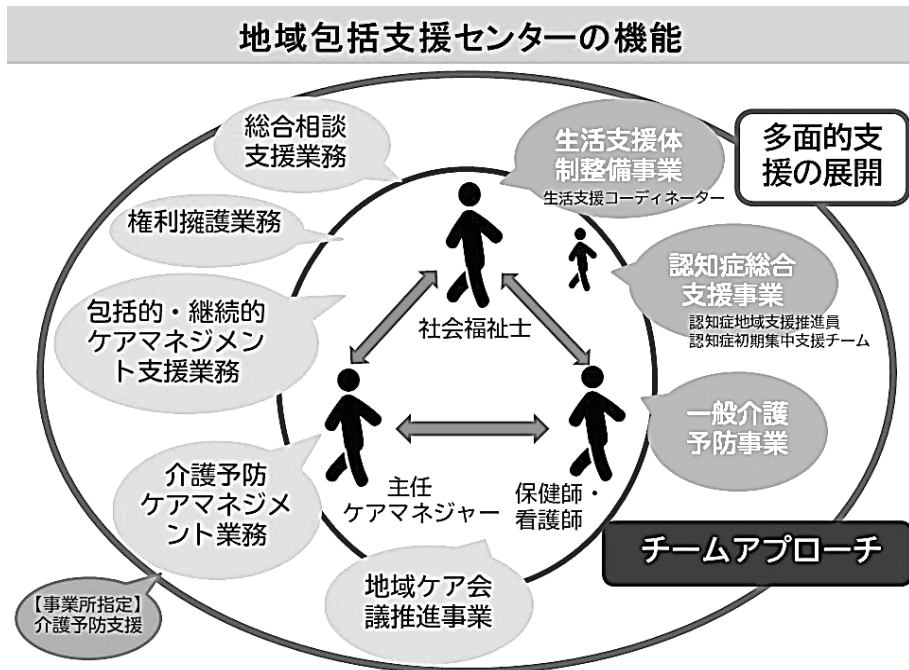 地域包括支援センターの機能
総合相談
支援業務
生活支援体
制整備事業
生活支援コーディネーター
多面的支
援の展開
権利擁護業務
認知症総合
支援事業
認知症地域支援推進員
認知症初期集中支援チーム
包括的・継続的
ケアマネジメン
ト支援業務
社会福祉士
一般介護
予防事業
介護予防
ケアマネジメ
ント業務
主任
ケアマネジャー
保健師・
看護師
チームアプローチ
地域ケア会
議推進事業
【事業所指定】
介護予防支援